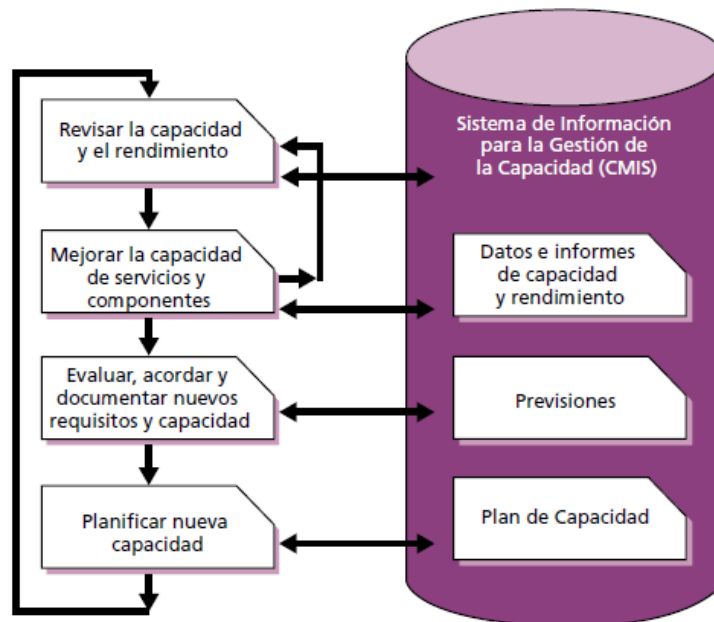 Revisar la capacidad
y el rendimiento
Mejorar la capacidad
de servicios y
componentes
Evaluar, acordar y
documentar nuevos
requisitos y capacidad
Planificar nueva
capacidad
Sistema de Información
para la Gestión de
la Capacidad (CMIS)
Datos e informes
de capacidad
y rendimiento
Previsiones
Plan de Capacidad